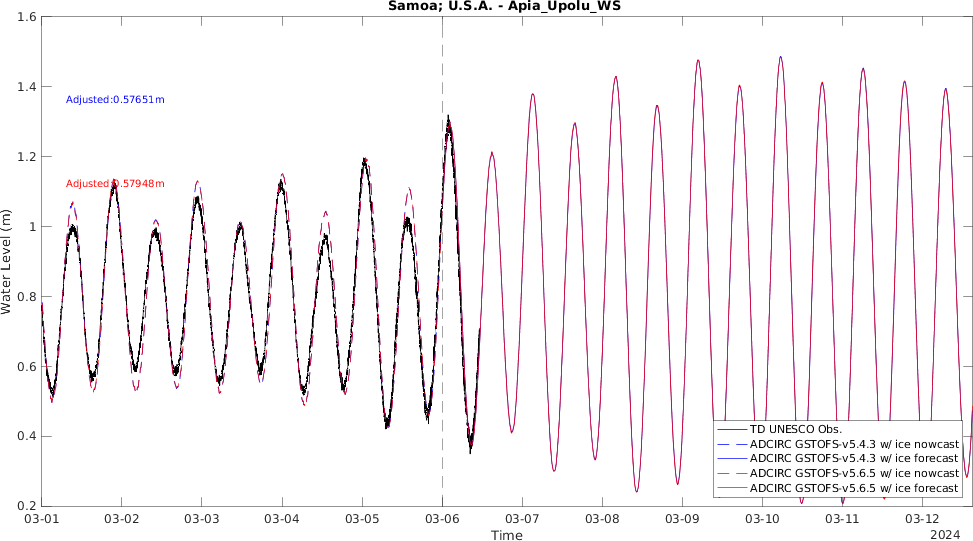 Samoa; U.S.A. - Apia_Upolu_WS
1.6
1.4
1.2
1
0.8
0.6
0.4
0.2
Water Level (m)
Adjusted:0.57651m
Adjusted:0.57948m
TD UNESCO Obs.
ADCIRC GSTOFS-v5.4.3 w/ ice nowcast
ADCIRC GSTOFS-v5.4.3 w/ ice forecast
ADCIRC GSTOFS-v5.6.5 w/ ice nowcast
ADCIRC GSTOFS-v5.6.5 w/ ice forecast
03-01 03-02 03-03 03-04 03-05 03-06 03-07 03-08 03-09 03-10 03-11 03-12
Time
2024